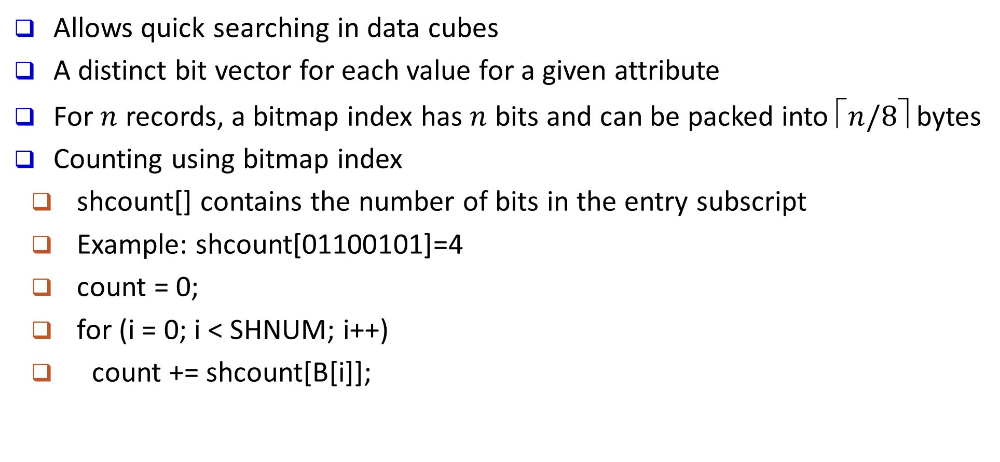 ❑ Allows quick searching in data cubes
❑ A distinct bit vector for each value for a given attribute
❑ For n records, a bitmap index has n bits and can be packed into ⌈n/8⌉ bytes
❑ Counting using bitmap index
❑ shcount[] contains the number of bits in the entry subscript
❑ Example: shcount[01100101]=4
❑ count = 0;
❑ for (i = 0; i < SHNUM; i++)
❑ count += shcount[B[i]];